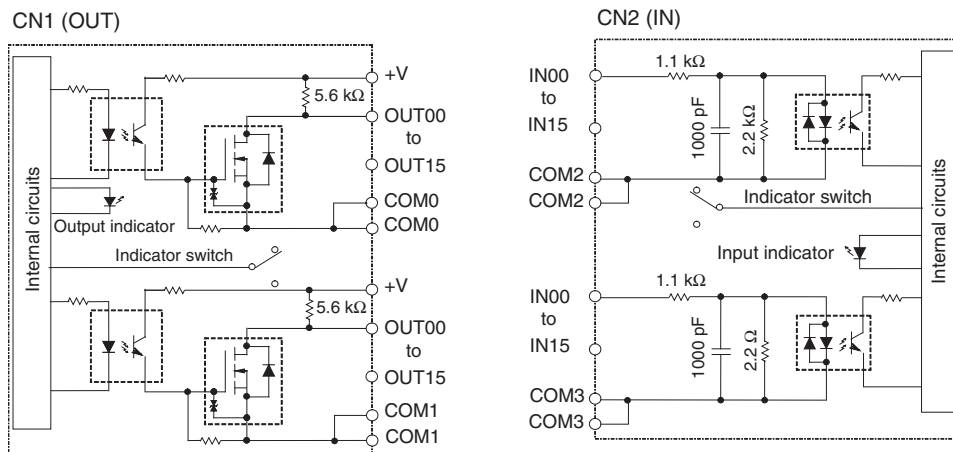 CN1 (OUT)
Internal circuits
+V
5.6 kΩ
OUT00
to
OUT15
COM0
COM0
Output indicator
Indicator switch
+V
5.6 kΩ
OUT00
to
OUT15
COM1
COM1
CN2 (IN)
IN00
to
IN15
COM2
COM2
1.1 kΩ
1000 pF
2.2 kΩ
Indicator switch
Input indicator
Internal circuits
IN00
to
IN15
COM3
COM3
1.1 kΩ
1000 pF
2.2 Ω